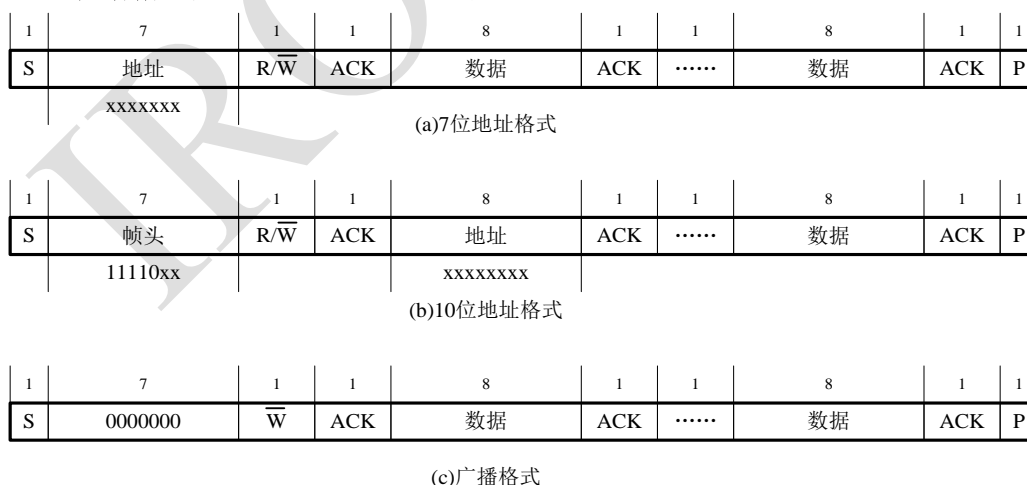 1 7 1 1 8 1 1 8 1 1
S 地址 R/W̅ ACK 数据 ACK …… 数据 ACK P
xxxxxxx
(a)7位地址格式
1 7 1 1 8 1 1 8 1 1
S 帧头 R/W̅ ACK 地址 ACK …… 数据 ACK P
11110xx xxxxxxxx
(b)10位地址格式
1 7 1 1 8 1 1 8 1 1
S 0000000 W̅ ACK 数据 ACK …… 数据 ACK P
(c)广播格式